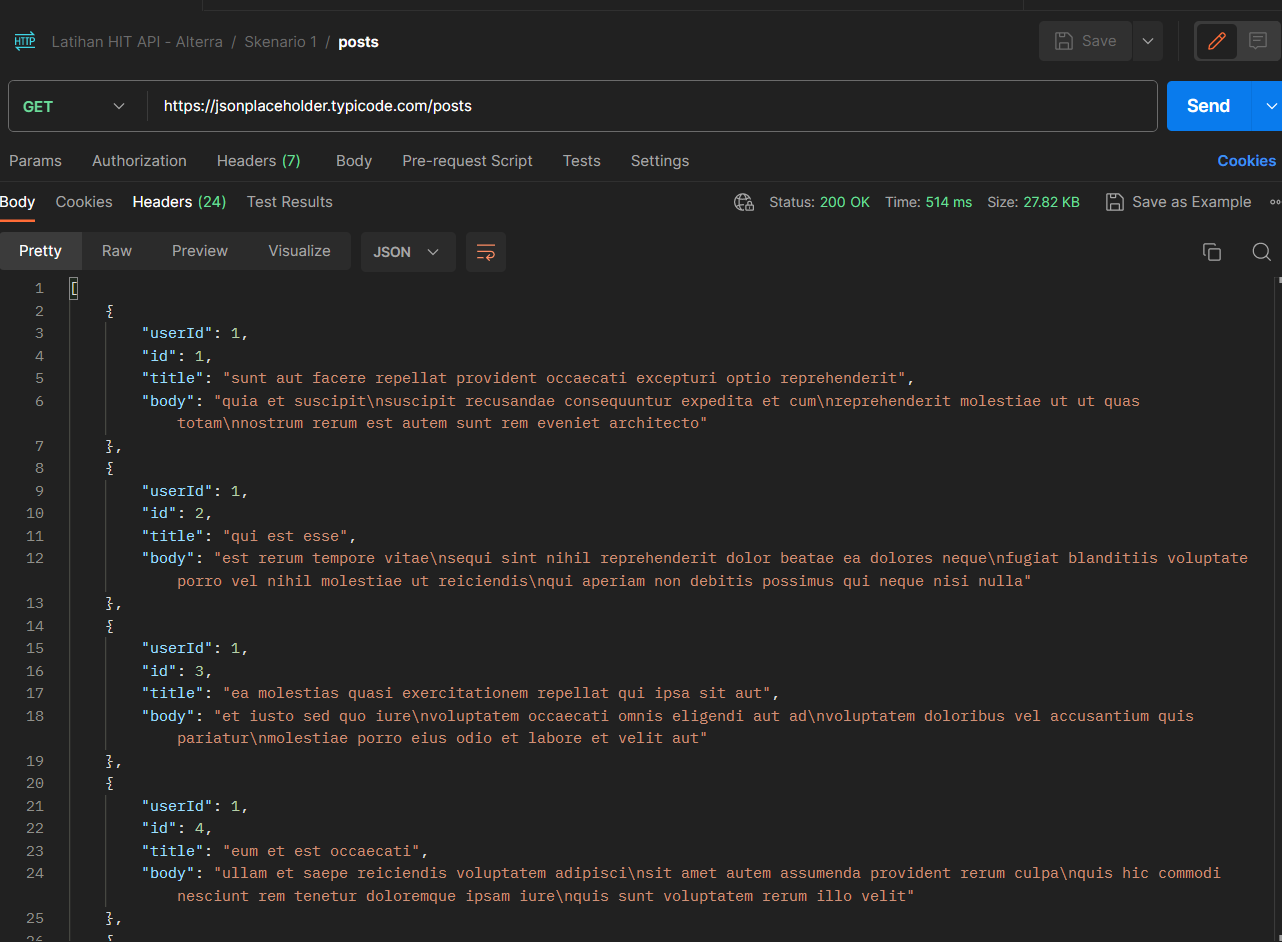 HTTP Latihan HIT API - Alterra / Skenario 1 / posts Save
GET https://jsonplaceholder.typicode.com/posts Send
Params Authorization Headers (7) Body Pre-request Script Tests Settings Cookies
Body Cookies Headers (24) Test Results Status: 200 OK Time: 514 ms Size: 27.82 KB Save as Example
Pretty Raw Preview Visualize JSON
1 [
2 {
3 "userId": 1,
4 "id": 1,
5 "title": "sunt aut facere repellat provident occaecati excepturi optio reprehenderit",
6 "body": "quia et suscipit\nsuscipit recusandae consequuntur expedita et cum\nreprehenderit molestiae ut ut quas
totam\nnostrum rerum est autem sunt rem eveniet architecto"
7 },
8 {
9 "userId": 1,
10 "id": 2,
11 "title": "qui est esse",
12 "body": "est rerum tempore vitae\nsequi sint nihil reprehenderit dolor beatae ea dolores neque\nfugiat blanditiis voluptate
porro vel nihil molestiae ut reiciendis\nqui aperiam non debitis possimus qui neque nisi nulla"
13 },
14 {
15 "userId": 1,
16 "id": 3,
17 "title": "ea molestias quasi exercitationem repellat qui ipsa sit aut",
18 "body": "et iusto sed quo iure\nvoluptatem occaecati omnis eligendi aut ad\nvoluptatem doloribus vel accusantium quis
pariatur\nmolestiae porro eius odio et labore et velit aut"
19 },
20 {
21 "userId": 1,
22 "id": 4,
23 "title": "eum et est occaecati",
24 "body": "ullam et saepe reiciendis voluptatem adipisci\nsit amet autem assumenda provident rerum culpa\nquis hic commodi
nesciunt rem tenetur doloremque ipsam iure\nquis sunt voluptatem rerum illo velit"
25 },
26 {